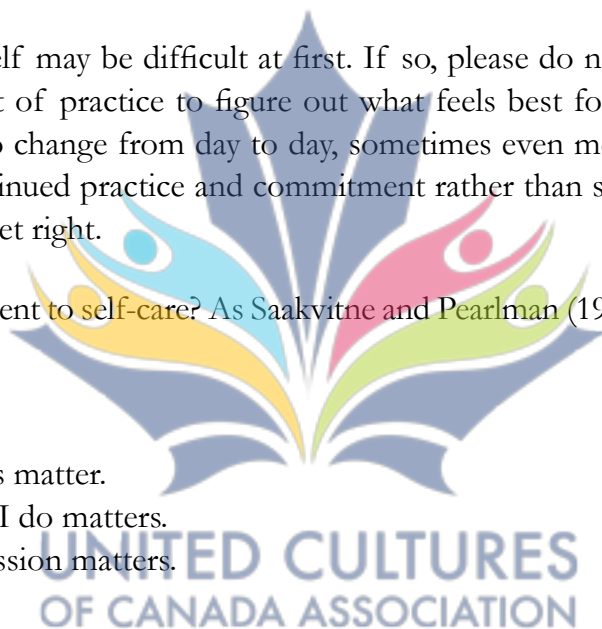 elf may be difficult at first. If so, please do n
t of practice to figure out what feels best fo
o change from day to day, sometimes even mo
tinued practice and commitment rather than s
et right.
ent to self-care? As Saakvitne and Pearlman (19
s matter.
I do matters.
ssion matters.
UNITED CULTURES
OF CANADA ASSOCIATION